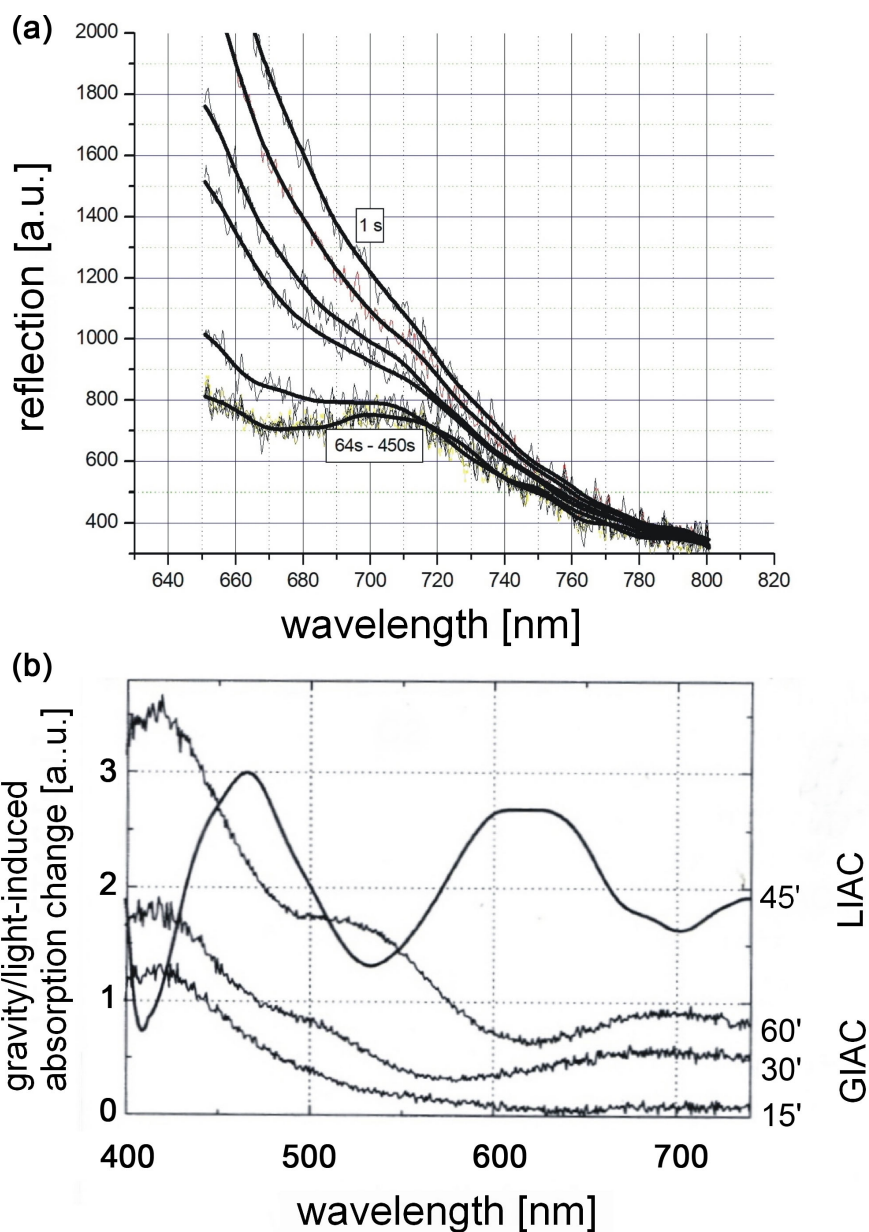 (a)
2000
1800
1600
1400
1200
1000
800
600
400
reflection [a.u.]
1 s
64s - 450s
640 660 680 700 720 740 760 780 800 820
wavelength [nm]
(b)
gravity/light-induced
absorption change [a..u.]
3
2
1
0
45'
60'
30'
15'
LIAC
GIAC
400 500 600 700
wavelength [nm]